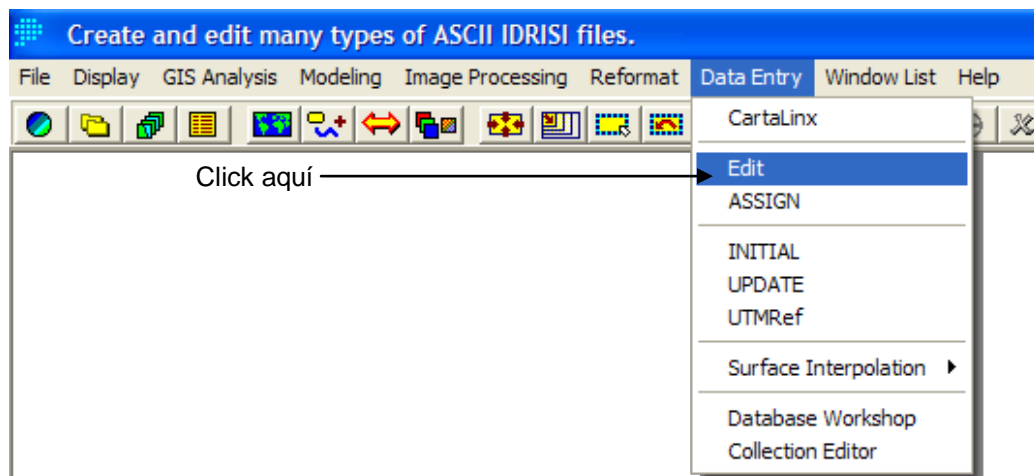 Create and edit many types of ASCII IDRISI files.
File Display GIS Analysis Modeling Image Processing Reformat Data Entry Window List Help
CartaLinx
Click aquí
Edit
ASSIGN
INITIAL
UPDATE
UTMRef
Surface Interpolation
Database Workshop
Collection Editor